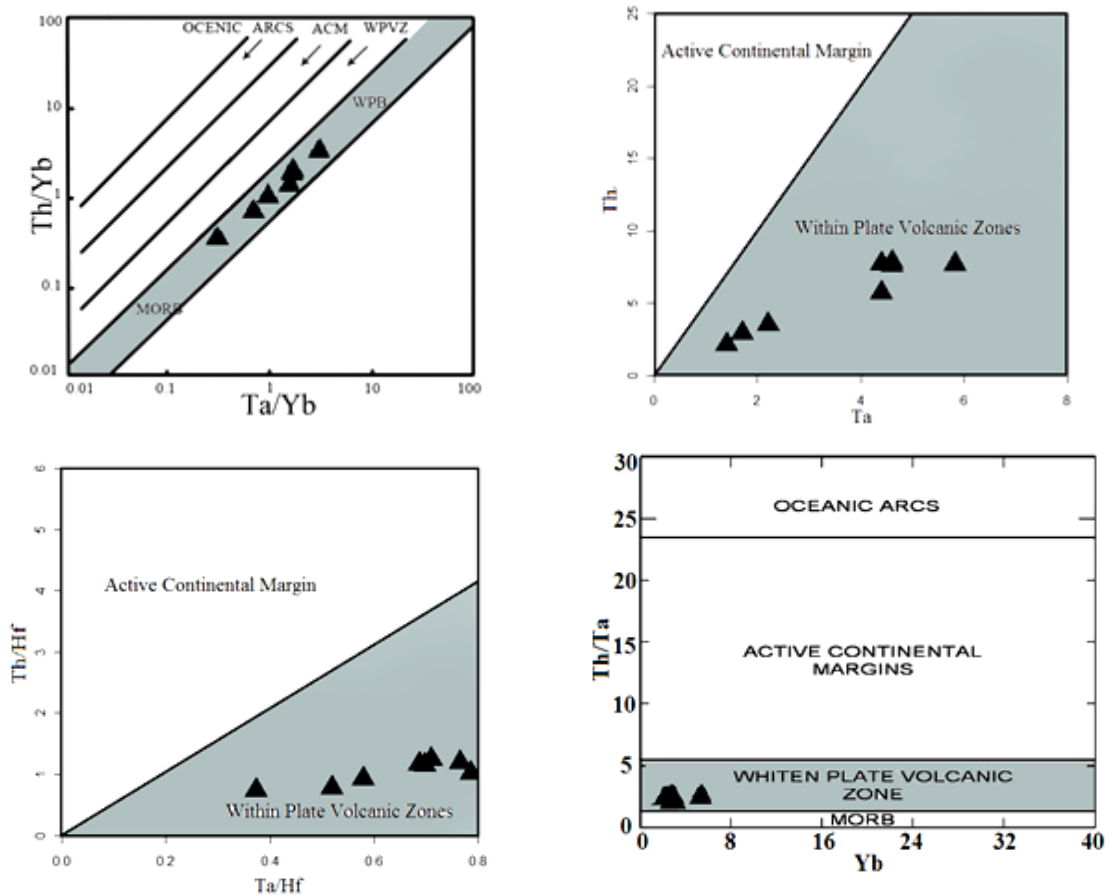 100
OCENIC ARCS ACM WPVZ
10
WPB
Th/Yb
1
0.1
MORB
0.01
0 01 0.1 1 10 100
Ta/Yb
25
Active Continental Margin
20
15
Th
10
Within Plate Volcanic Zones
5
0
0 2 4 6 8
Ta
6
5
Active Continental Margin
4
Th/Hf
3
2
1
Within Plate Volcanic Zones
0
0.0 0.2 0 4 0.6 0.8
Ta/Hf
30
OCEANIC ARCS
25
20
Th/Ta
15
ACTIVE CONTINENTAL
MARGINS
10
5
WHITEN PLATE VOLCANIC
ZONE
MORB
0
0 8 16 24 32 40
Yb